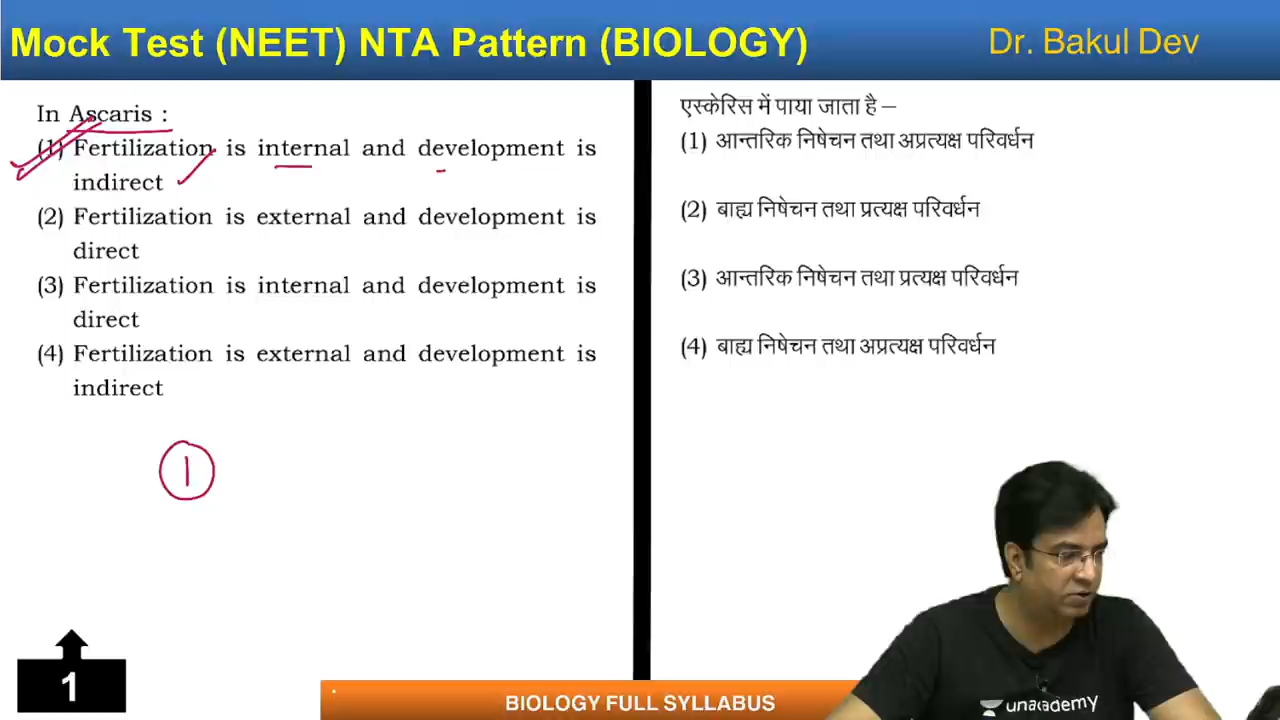 Mock Test (NEET) NTA Pattern (BIOLOGY)
Dr. Bakul Dev
In Ascaris :
(1) Fertilization is internal and development is
indirect
(2) Fertilization is external and development is
direct
(3) Fertilization is internal and development is
direct
(4) Fertilization is external and development is
indirect
1
एस्केरिस में पाया जाता है –
(1) आन्तरिक निषेचन तथा अप्रत्यक्ष परिवर्धन
(2) बाह्य निषेचन तथा प्रत्यक्ष परिवर्धन
(3) आन्तरिक निषेचन तथा प्रत्यक्ष परिवर्धन
(4) बाह्य निषेचन तथा अप्रत्यक्ष परिवर्धन
1
BIOLOGY FULL SYLLABUS
unacademy